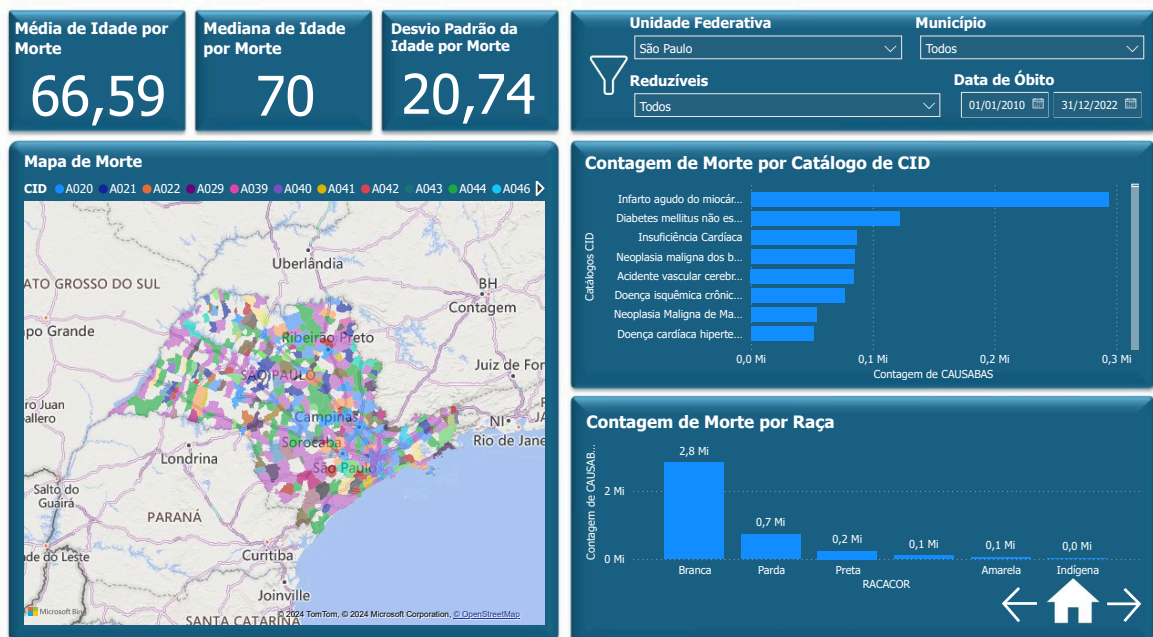 Média de Idade por
Morte
66,59
Mediana de Idade
por Morte
70
Desvio Padrão da
Idade por Morte
20,74
Unidade Federativa
São Paulo
Município
Todos
Reduzíveis
Todos
Data de Óbito
01/01/2010
31/12/2022
Mapa de Morte
CID A020 A021 A022 A029 A039 A040 A041 A042 A043 A044 A046
Uberlândia
ATO GROSSO DO SUL
BH
Contagem
po Grande
Ribeirão Preto
Juiz de For
SÃO PAULO
ro Juan
allero
Campinas
NI
Sorocaba
Rio de Jane
Londrina
São Paulo
Salto do
Guairá
PARANÁ
de do Leste
Curitiba
Joinville
Microsoft Bing
© 2024 TomTom, © 2024 Microsoft Corporation, © OpenStreetMap
SANTA CATARINA
Contagem de Morte por Catálogo de CID
Catálogos CID
Infarto agudo do miocár...
Diabetes mellitus não es...
Insuficiência Cardíaca
Neoplasia maligna dos b...
Acidente vascular cerebr...
Doença isquêmica crônic...
Neoplasia Maligna de Ma...
Doença cardíaca hiperte...
0,0 Mi 0,1 Mi 0,2 Mi 0,3 Mi
Contagem de CAUSABAS
Contagem de Morte por Raça
Contagem de CAUSAB...
2 Mi
0 Mi
2,8 Mi
0,7 Mi
0,2 Mi
0,1 Mi
0,1 Mi
0,0 Mi
Branca Parda Preta Amarela Indígena
RACACOR